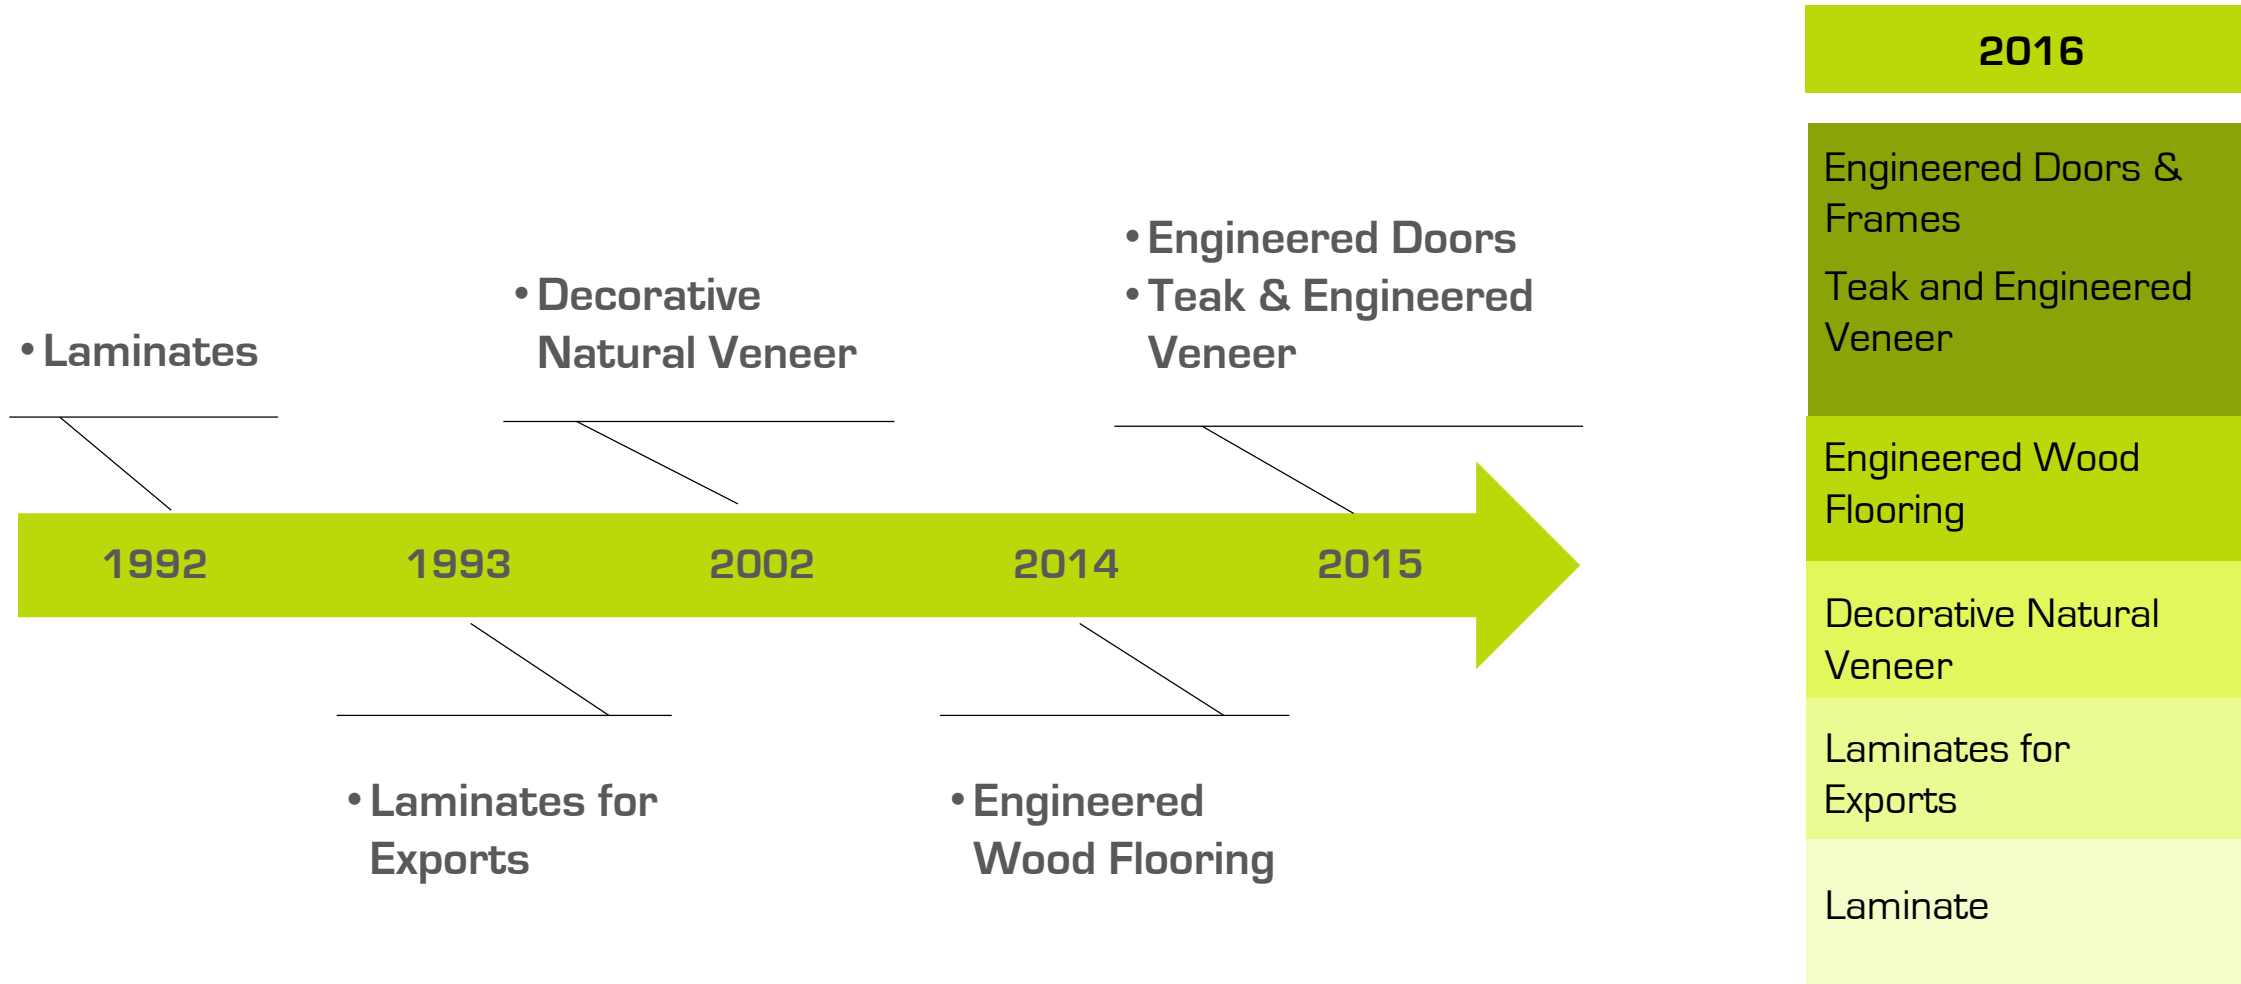 • Laminates
• Decorative
Natural Veneer
• Engineered Doors
• Teak & Engineered
Veneer
1992
1993
2002
2014
2015
• Laminates for
Exports
• Engineered
Wood Flooring
2016
Engineered Doors &
Frames
Teak and Engineered
Veneer
Engineered Wood
Flooring
Decorative Natural
Veneer
Laminates for
Exports
Laminate